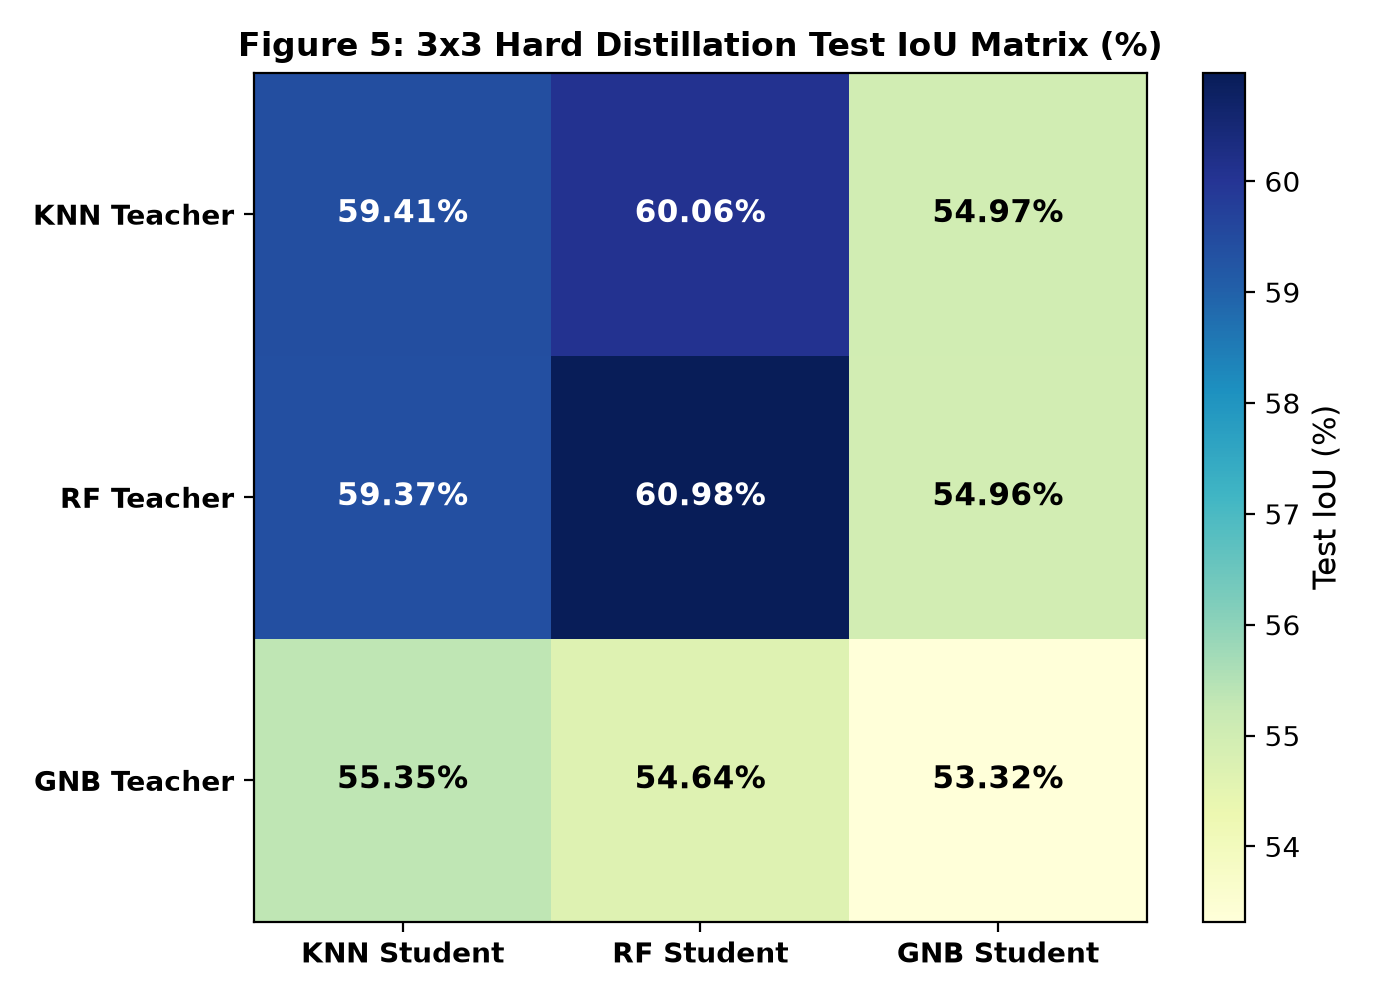 Figure 5: 3x3 Hard Distillation Test IoU Matrix (%)
KNN Teacher
59.41%
60.06%
54.97%
RF Teacher
59.37%
60.98%
54.96%
GNB Teacher
55.35%
54.64%
53.32%
KNN Student
RF Student
GNB Student
60
59
58
57
56
55
54
Test IoU (%)